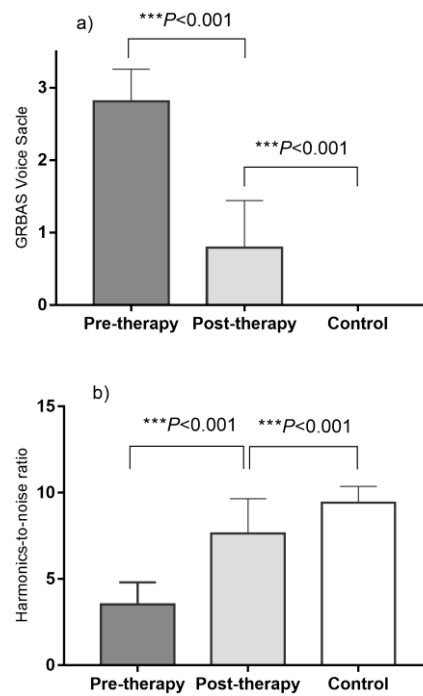 a)
***P<0.001
***P<0.001
GRBAS Voice Sacle
3
2
1
0
Pre-therapy Post-therapy Control
b)
***P<0.001 ***P<0.001
Harmonics-to-noise ratio
15
10
5
0
Pre-therapy Post-therapy Control